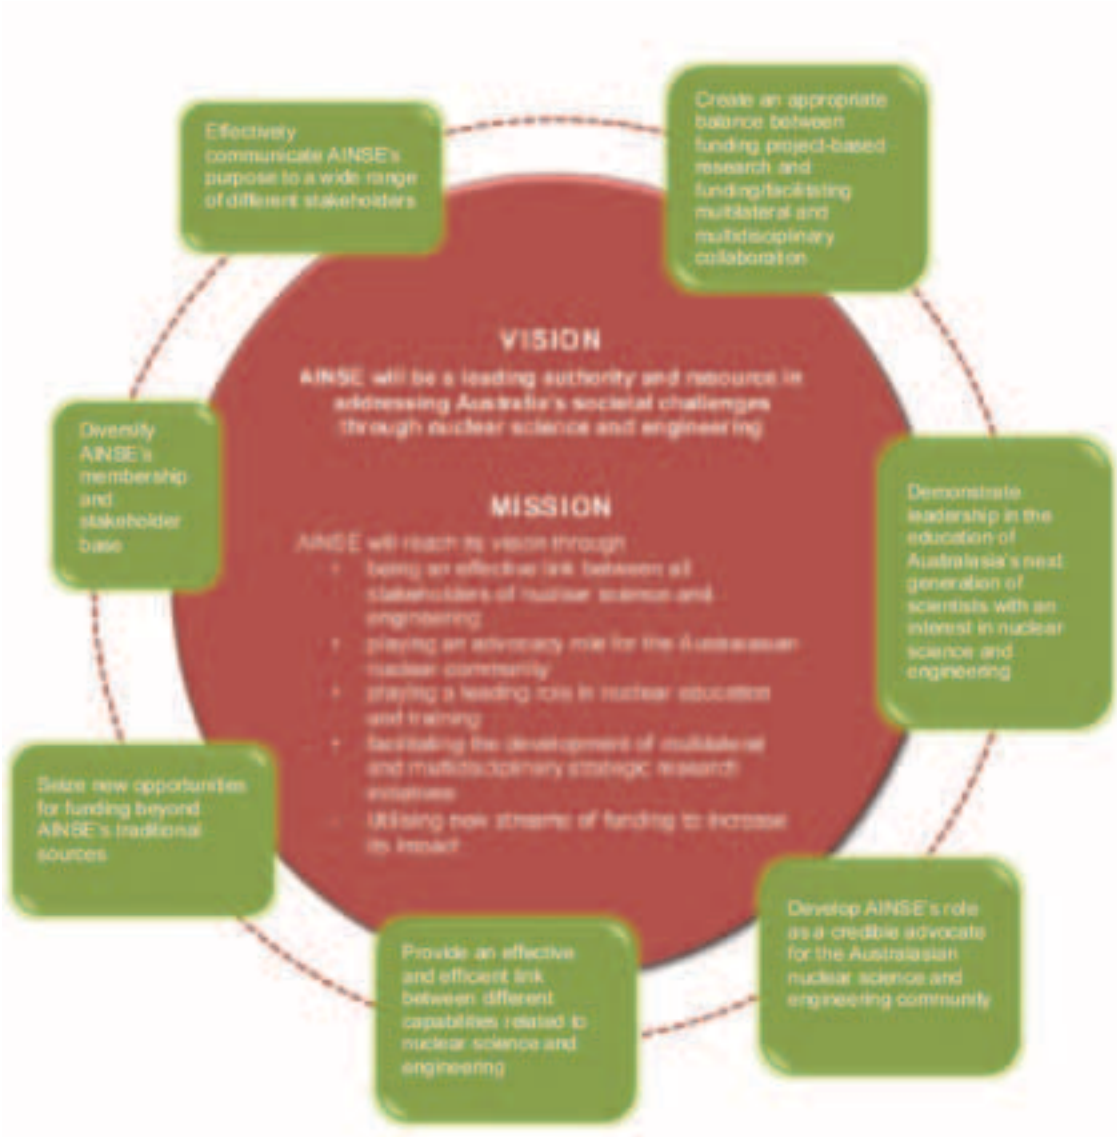 Effectively
communicate AINSE's
purpose to a wide range
of different stakeholders
Create an appropriate
balance between
funding project-based
research and
funding/facilitating
multilateral and
multidisciplinary
collaboration
Diversify
AINSE's
membership
and
stakeholder
base
VISION
AINSE will be a leading authority and resource in
addressing Australia's societal challenges
through nuclear science and engineering
MISSION
AINSE will reach its vision through
• being an effective link between all
stakeholders of nuclear science and
engineering
• playing an advocacy role for the Australasian
nuclear community
• playing a leading role in nuclear education
and training
• facilitating the development of multilateral
and multidisciplinary strategic research
initiatives
Utilising new streams of funding to increase
its impact
Demonstrate
leadership in the
education of
Australasia's next
generation of
scientists with an
interest in nuclear
science and
engineering
Seize new opportunities
for funding beyond
AINSE's traditional
sources
Provide an effective
and efficient link
between different
capabilities related to
nuclear science and
engineering
Develop AINSE's role
as a credible advocate
for the Australasian
nuclear science and
engineering community